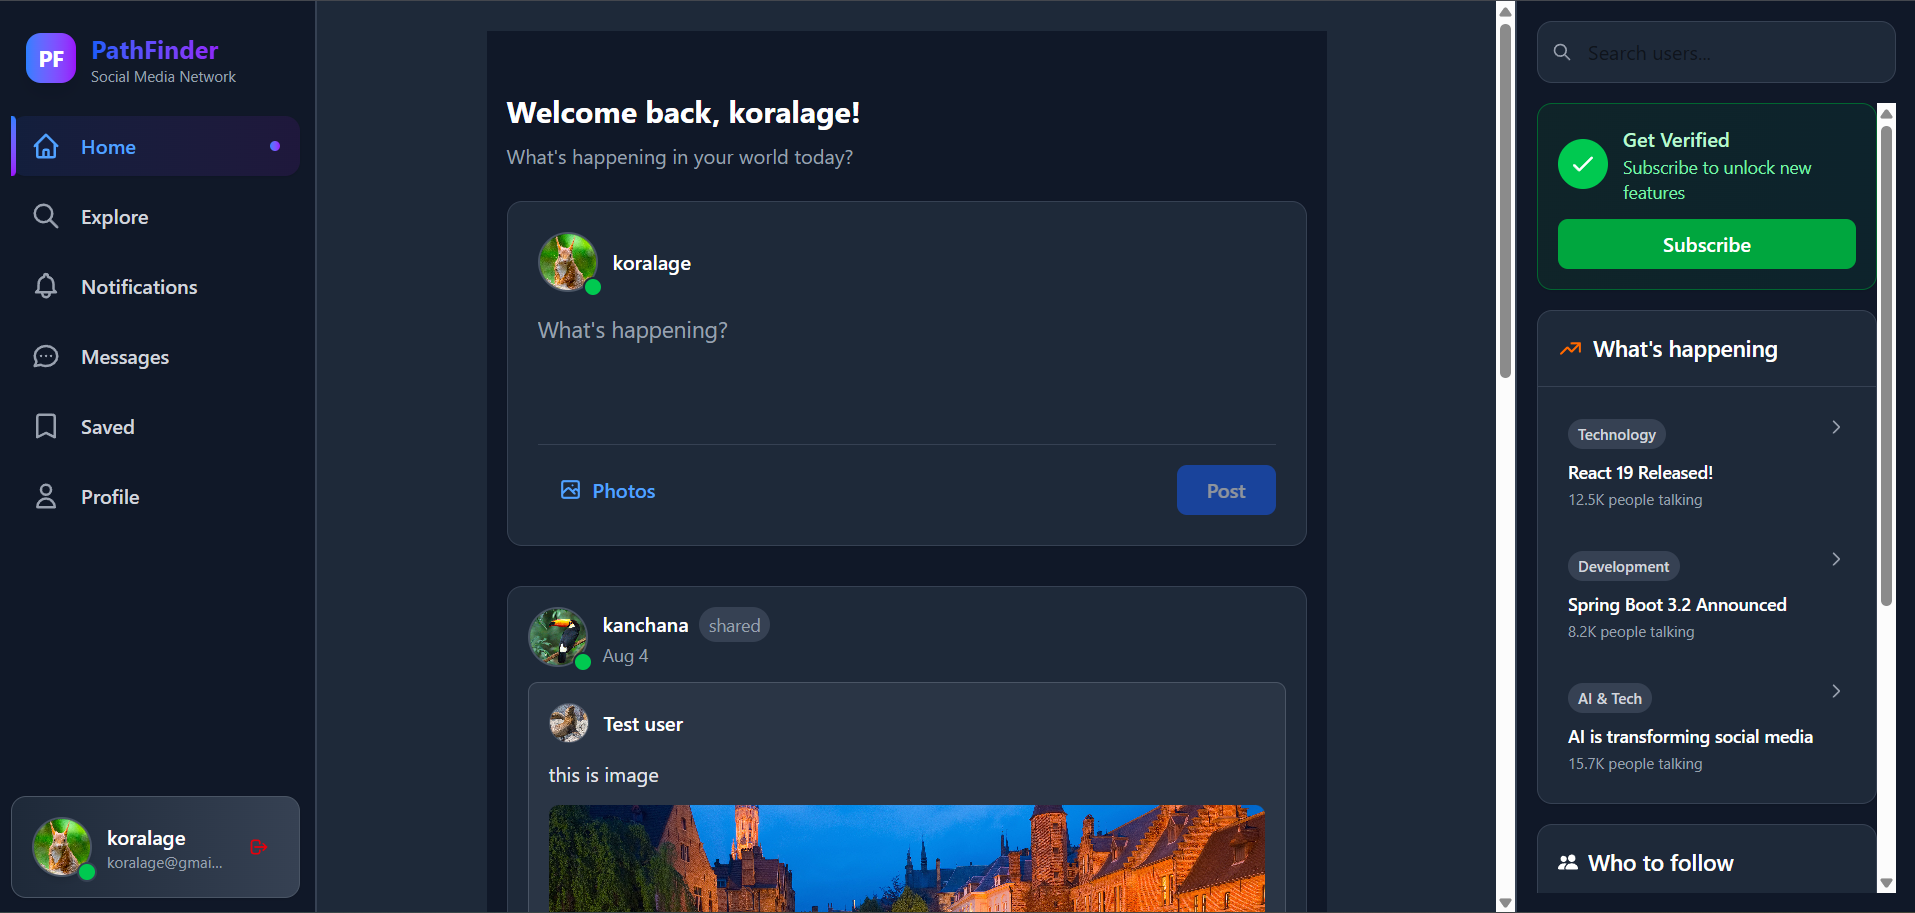 PF
PathFinder
Social Media Network
Home
Explore
Notifications
Messages
Saved
Profile
koralage
koralage@gmai...
Welcome back, koralage!
What's happening in your world today?
koralage
What's happening?
Photos
Post
kanchana shared
Aug 4
Test user
this is image
Search users...
Get Verified
Subscribe to unlock new
features
Subscribe
What's happening
Technology
React 19 Released!
12.5K people talking
Development
Spring Boot 3.2 Announced
8.2K people talking
AI & Tech
AI is transforming social media
15.7K people talking
Who to follow